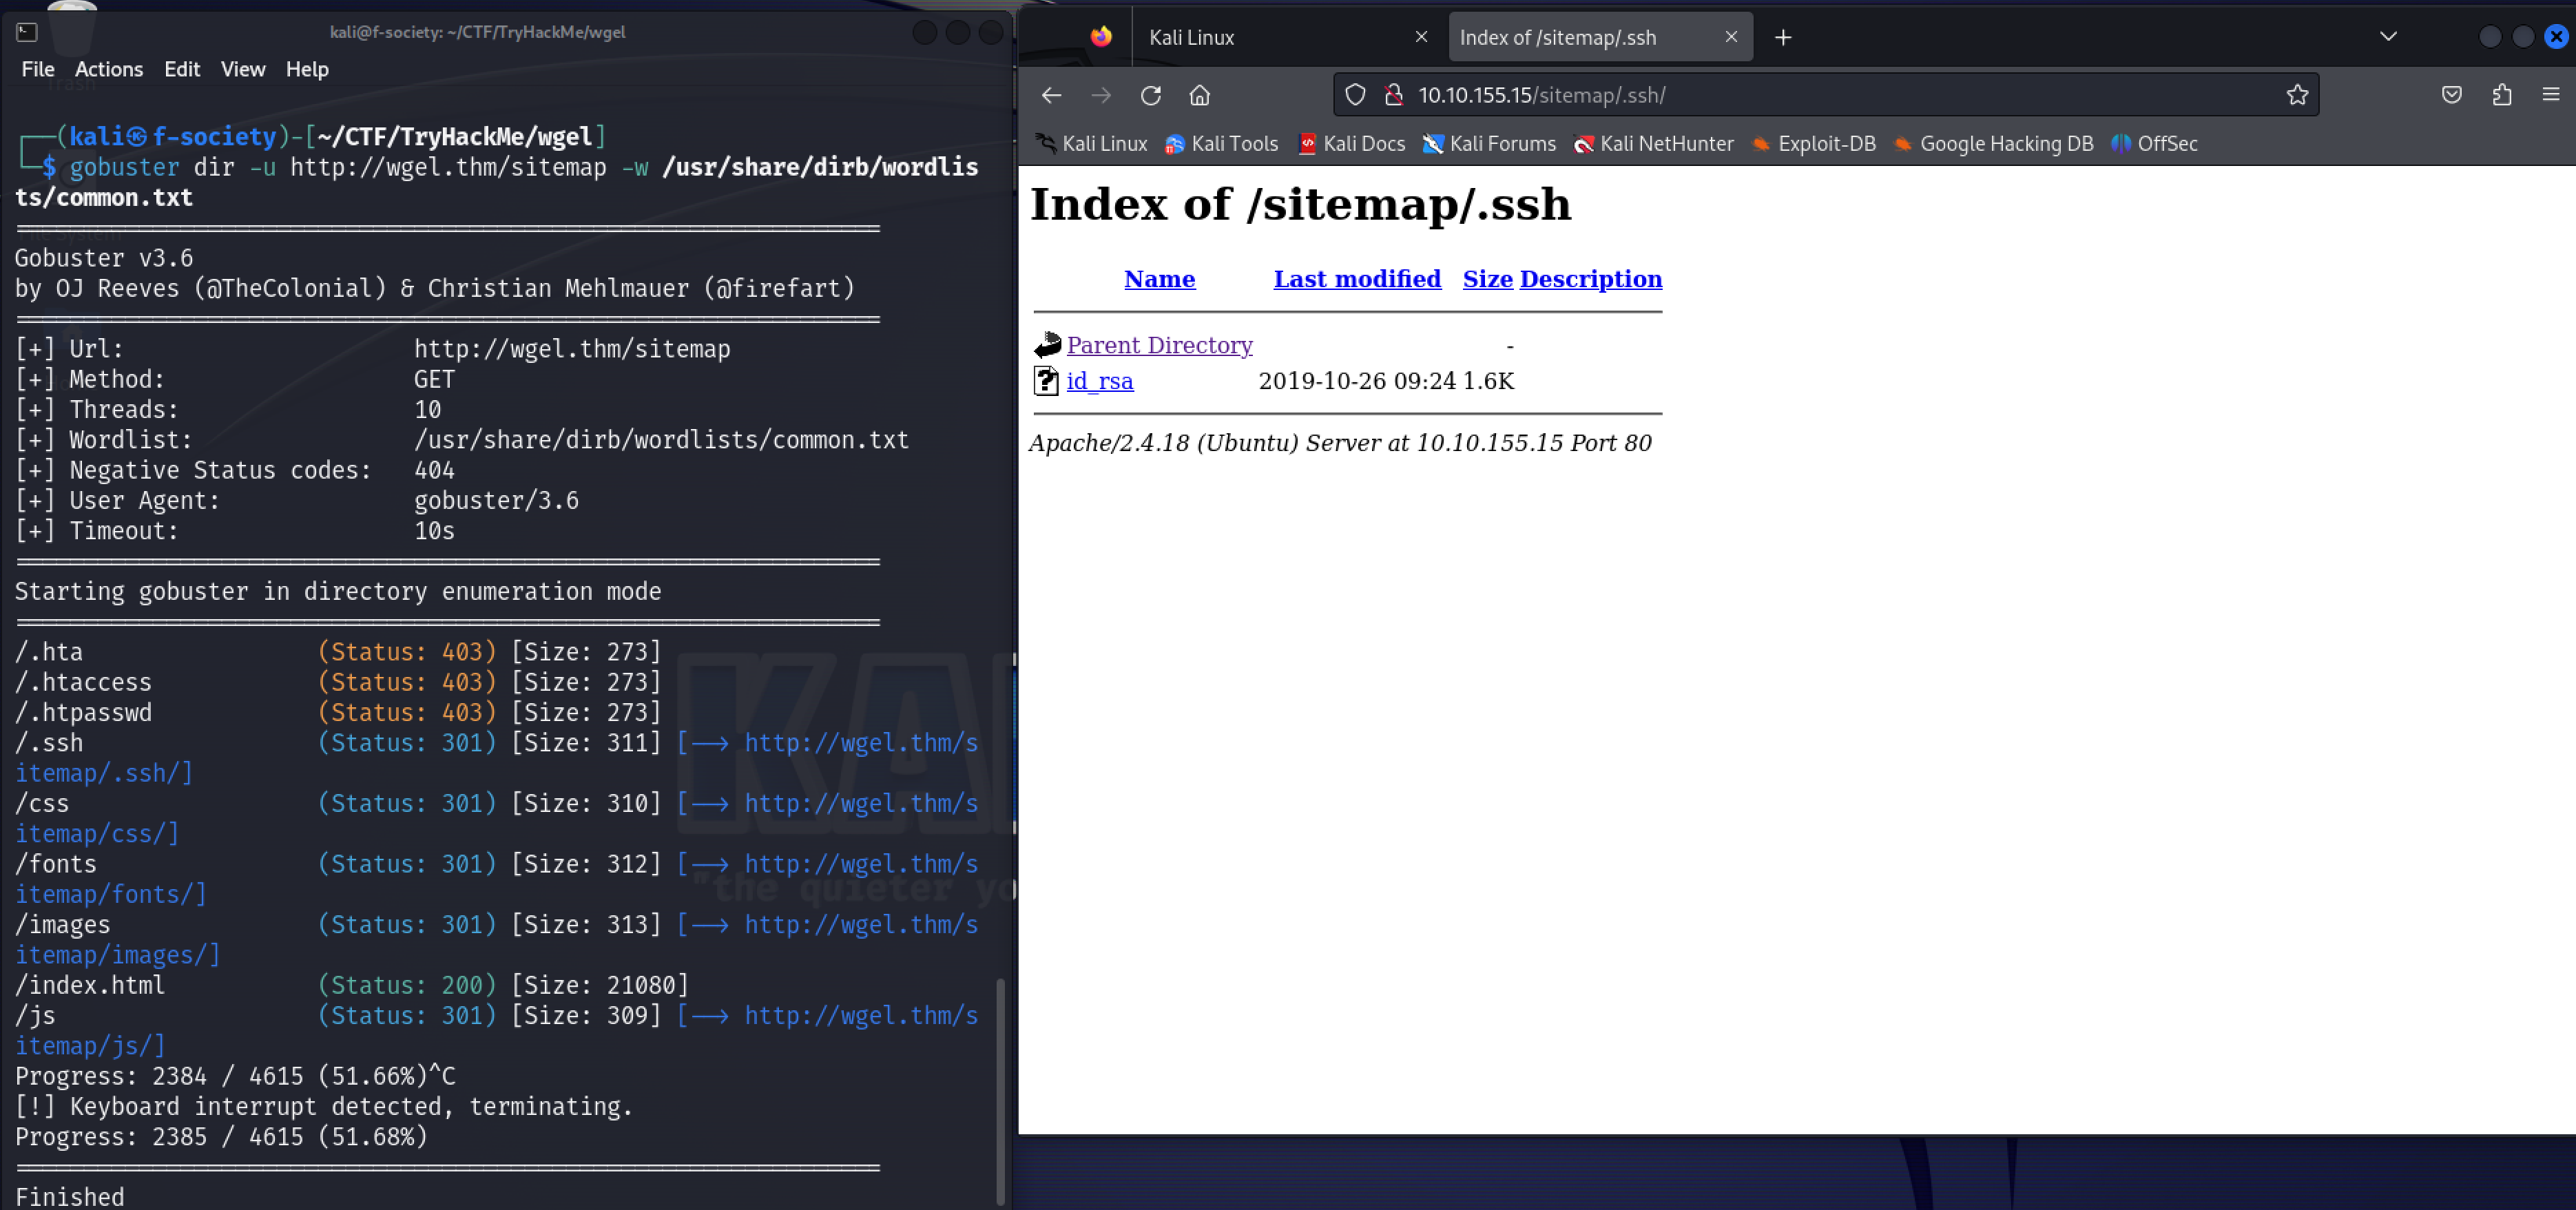 kali@f-society: ~/CTF/TryHackMe/wgel
File Actions Edit View Help
(kali㉿f-society)-[~/CTF/TryHackMe/wgel]
$ gobuster dir -u http://wgel.thm/sitemap -w /usr/share/dirb/wordlis
ts/common.txt
Gobuster v3.6
by OJ Reeves (@TheColonial) & Christian Mehlmauer (@firefart)
[+] Url: http://wgel.thm/sitemap
[+] Method: GET
[+] Threads: 10
[+] Wordlist: /usr/share/dirb/wordlists/common.txt
[+] Negative Status codes: 404
[+] User Agent: gobuster/3.6
[+] Timeout: 10s
Starting gobuster in directory enumeration mode
/.hta (Status: 403) [Size: 273]
/.htaccess (Status: 403) [Size: 273]
/.htpasswd (Status: 403) [Size: 273]
/.ssh (Status: 301) [Size: 311] [--> http://wgel.thm/s
itemap/.ssh/]
/css (Status: 301) [Size: 310] [--> http://wgel.thm/s
itemap/css/]
/fonts (Status: 301) [Size: 312] [--> http://wgel.thm/s
itemap/fonts/]
/images (Status: 301) [Size: 313] [--> http://wgel.thm/s
itemap/images/]
/index.html (Status: 200) [Size: 21080]
/js (Status: 301) [Size: 309] [--> http://wgel.thm/s
itemap/js/]
Progress: 2384 / 4615 (51.66%)^C
[!] Keyboard interrupt detected, terminating.
Progress: 2385 / 4615 (51.68%)
Finished
"the quieter yo
Kali Linux
Index of /sitemap/.ssh
10.10.155.15/sitemap/.ssh/
Kali Linux Kali Tools Kali Docs Kali Forums Kali NetHunter Exploit-DB Google Hacking DB OffSec
Index of /sitemap/.ssh
Name Last modified Size Description
Parent Directory -
id_rsa 2019-10-26 09:24 1.6K
Apache/2.4.18 (Ubuntu) Server at 10.10.155.15 Port 80